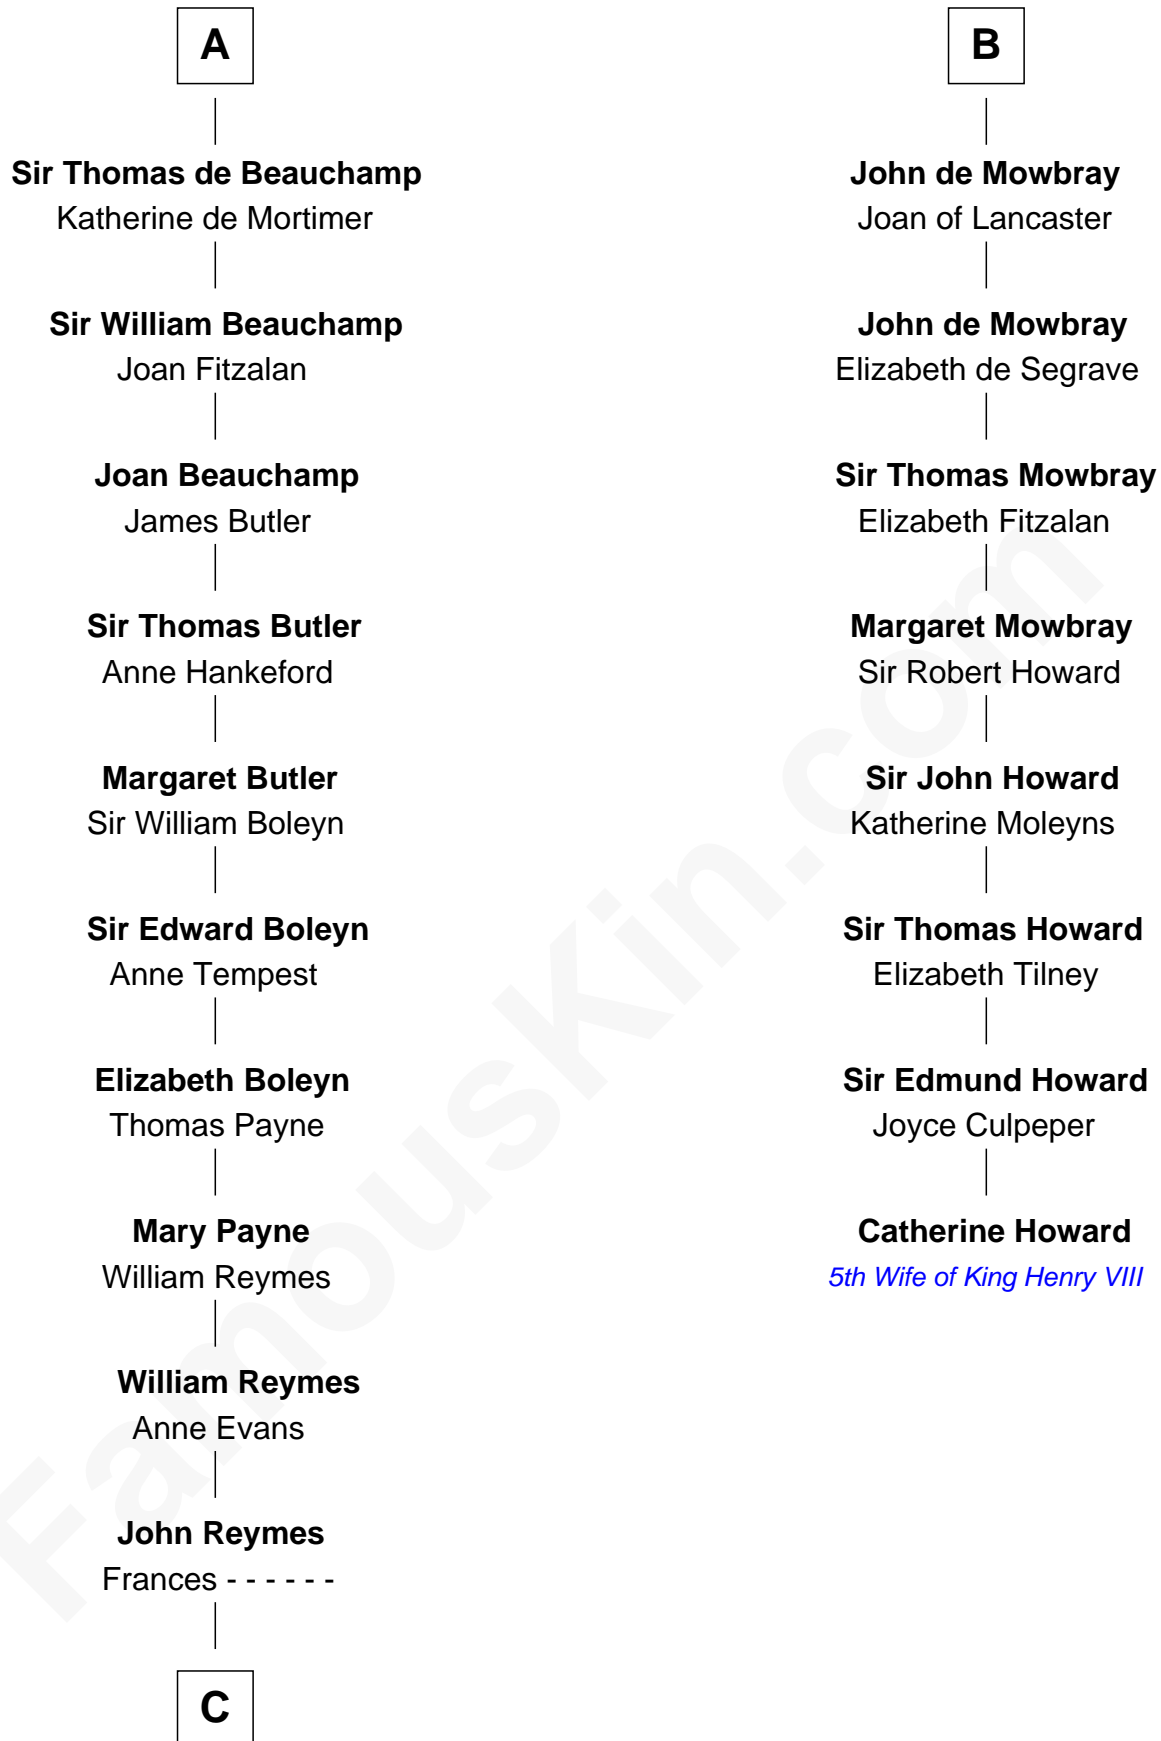 A
Sir Thomas de Beauchamp
Katherine de Mortimer
Sir William Beauchamp
Joan Fitzalan
Joan Beauchamp
James Butler
Sir Thomas Butler
Anne Hankeford
Margaret Butler
Sir William Boleyn
Sir Edward Boleyn
Anne Tempest
Elizabeth Boleyn
Thomas Payne
Mary Payne
William Reymes
William Reymes
Anne Evans
John Reymes
Frances - - - - - -
C
B
John de Mowbray
Joan of Lancaster
John de Mowbray
Elizabeth de Segrave
Sir Thomas Mowbray
Elizabeth Fitzalan
Margaret Mowbray
Sir Robert Howard
Sir John Howard
Katherine Moleyns
Sir Thomas Howard
Elizabeth Tilney
Sir Edmund Howard
Joyce Culpeper
Catherine Howard
5th Wife of King Henry VIII
FamousKin.com